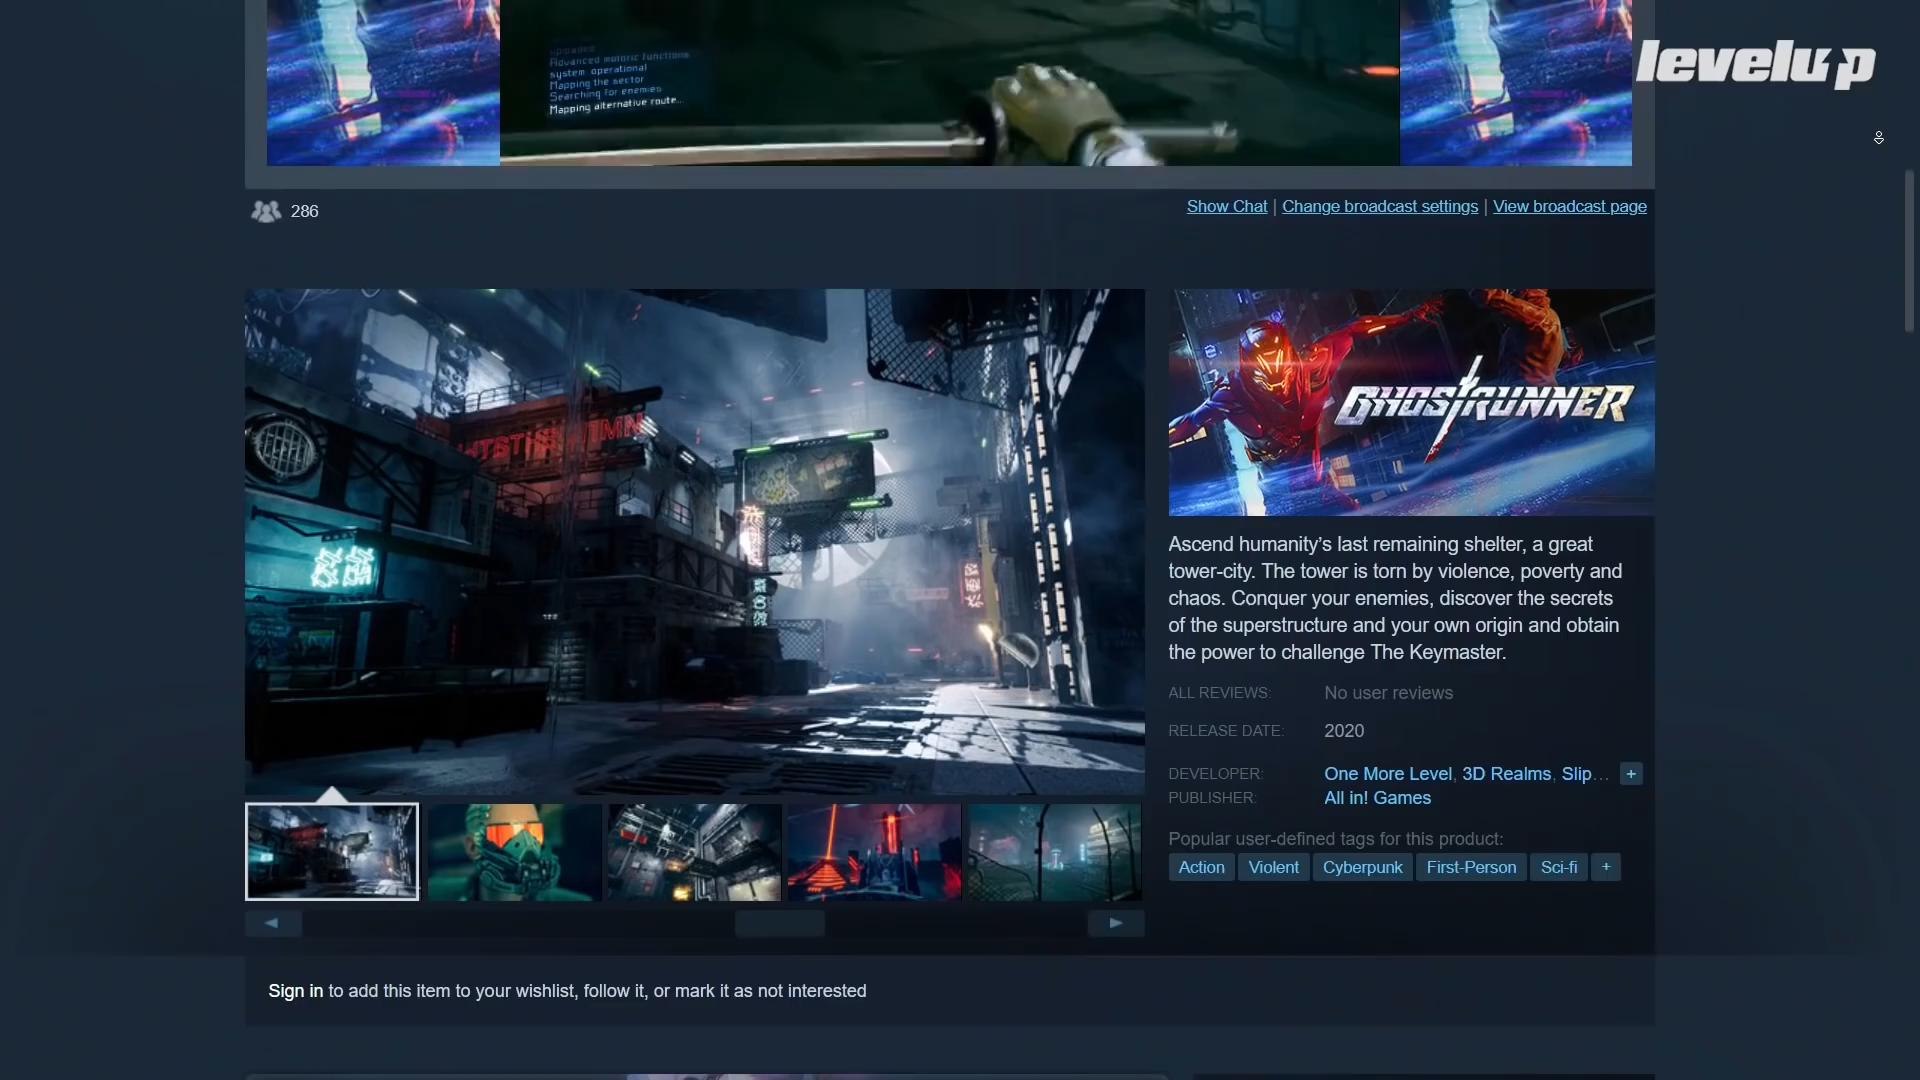 uploaded
Advanced motoric functions
system operational
Mapping the sector
Searching for enemies
Mapping alternative route...
levelup
286
Show Chat | Change broadcast settings | View broadcast page
GHOSTRUNNER
Ascend humanity’s last remaining shelter, a great
tower-city. The tower is torn by violence, poverty and
chaos. Conquer your enemies, discover the secrets
of the superstructure and your own origin and obtain
the power to challenge The Keymaster.
ALL REVIEWS: No user reviews
RELEASE DATE: 2020
DEVELOPER: One More Level, 3D Realms, Slip... +
PUBLISHER: All in! Games
Popular user-defined tags for this product:
Action Violent Cyberpunk First-Person Sci-fi +
Sign in to add this item to your wishlist, follow it, or mark it as not interested